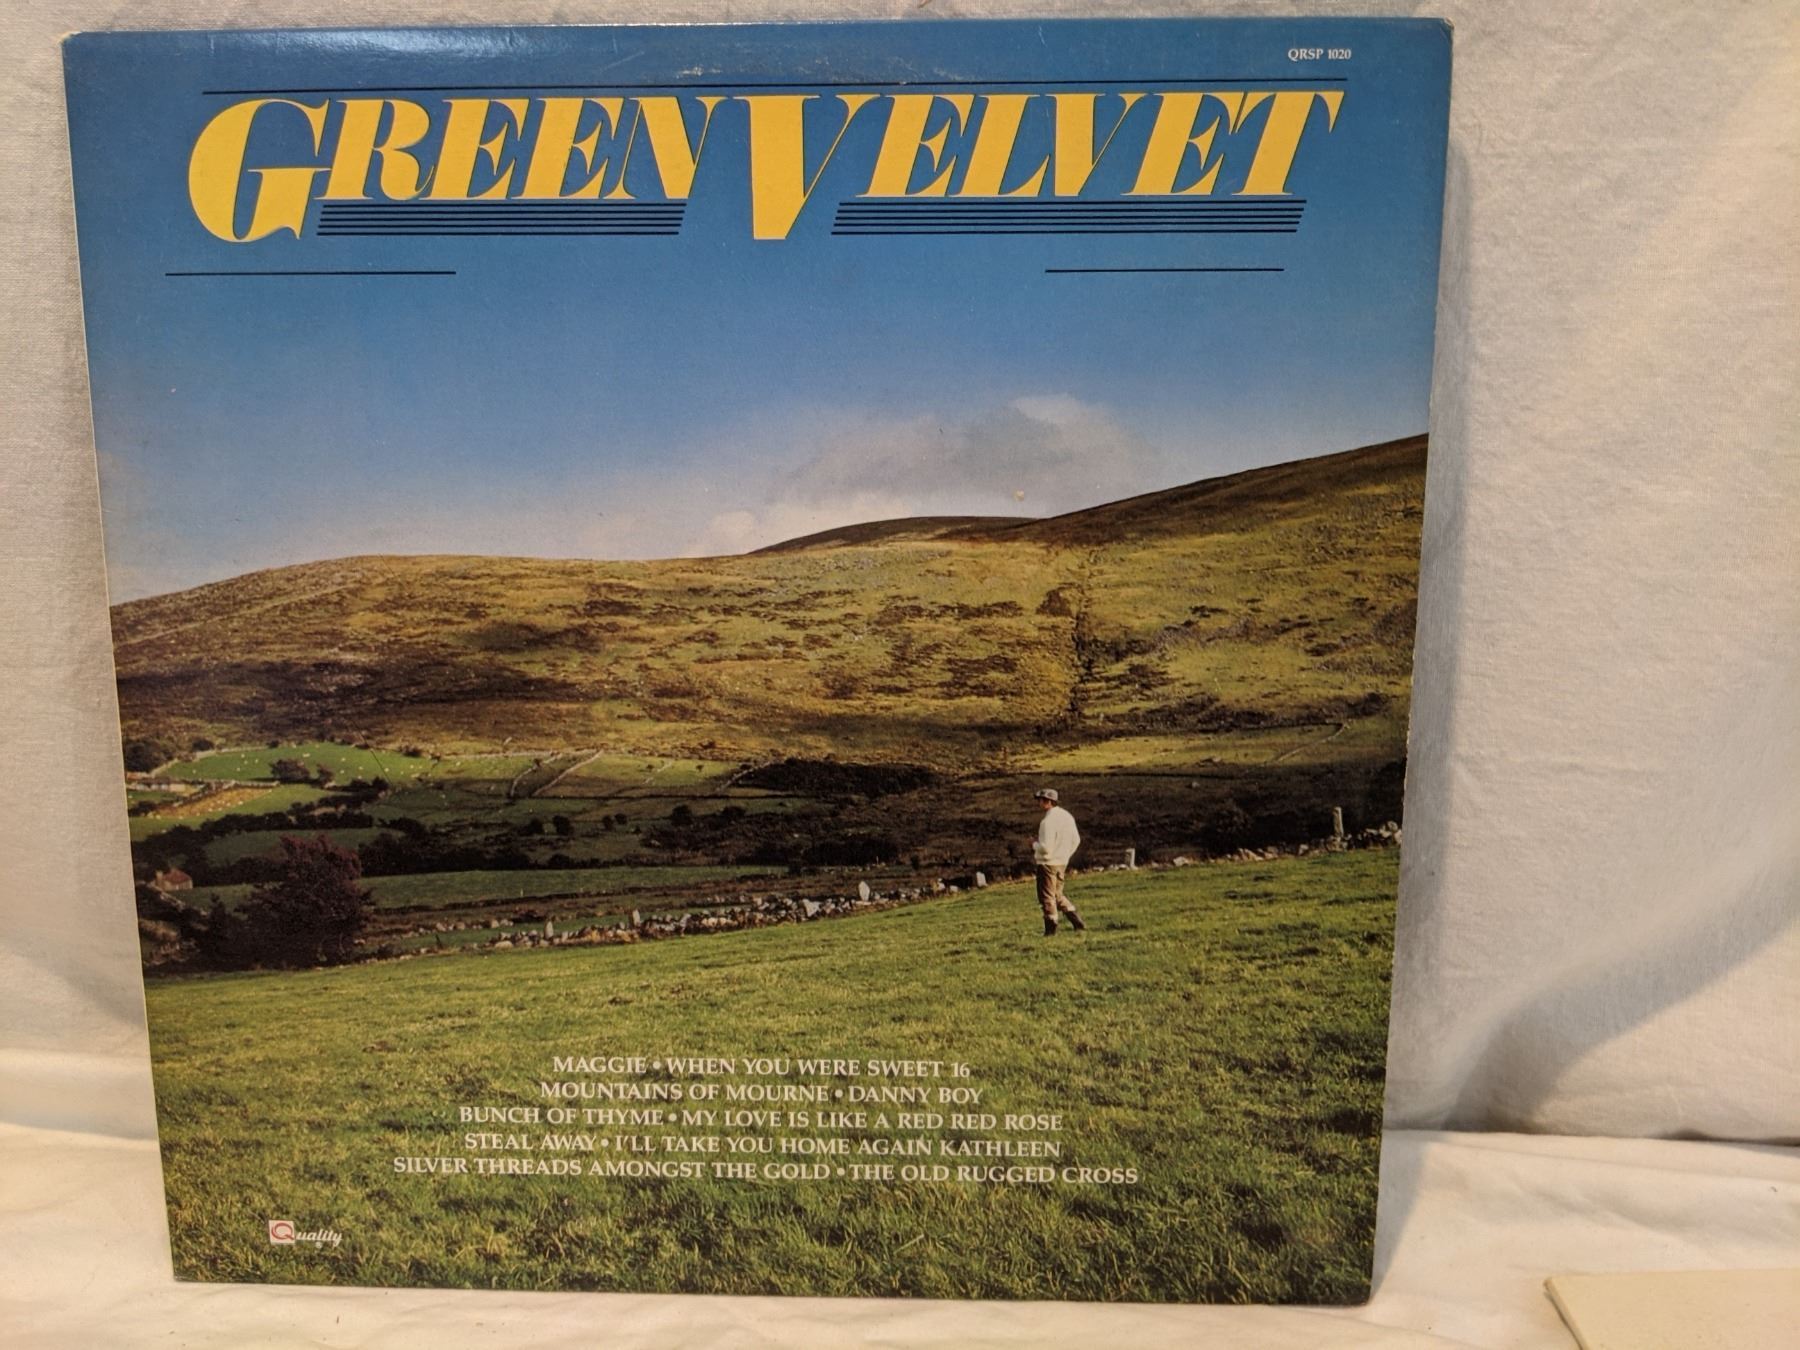 QRSP 1020
GREEN VELVET
MAGGIE • WHEN YOU WERE SWEET 16
MOUNTAINS OF MOURNE • DANNY BOY
BUNCH OF THYME • MY LOVE IS LIKE A RED RED ROSE
STEAL AWAY • I'LL TAKE YOU HOME AGAIN KATHLEEN
SILVER THREADS AMONGST THE GOLD • THE OLD RUGGED CROSS
Quality ®